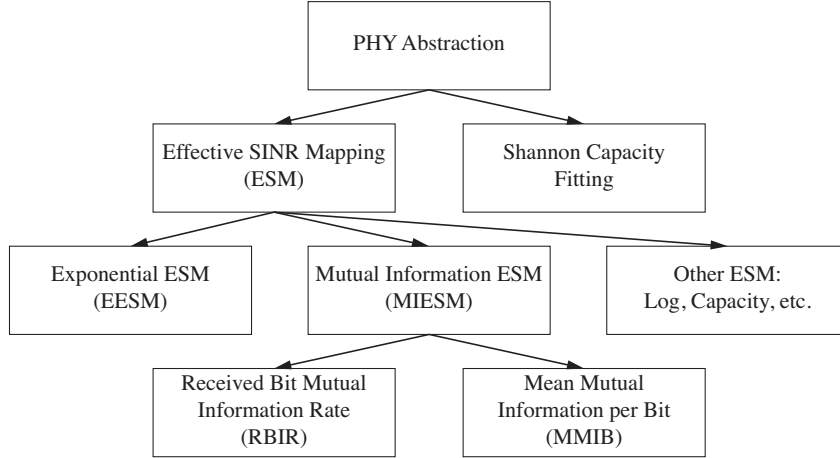 PHY Abstraction
Effective SINR Mapping
(ESM)
Shannon Capacity
Fitting
Exponential ESM
(EESM)
Mutual Information ESM
(MIESM)
Other ESM:
Log, Capacity, etc.
Received Bit Mutual
Information Rate
(RBIR)
Mean Mutual
Information per Bit
(MMIB)